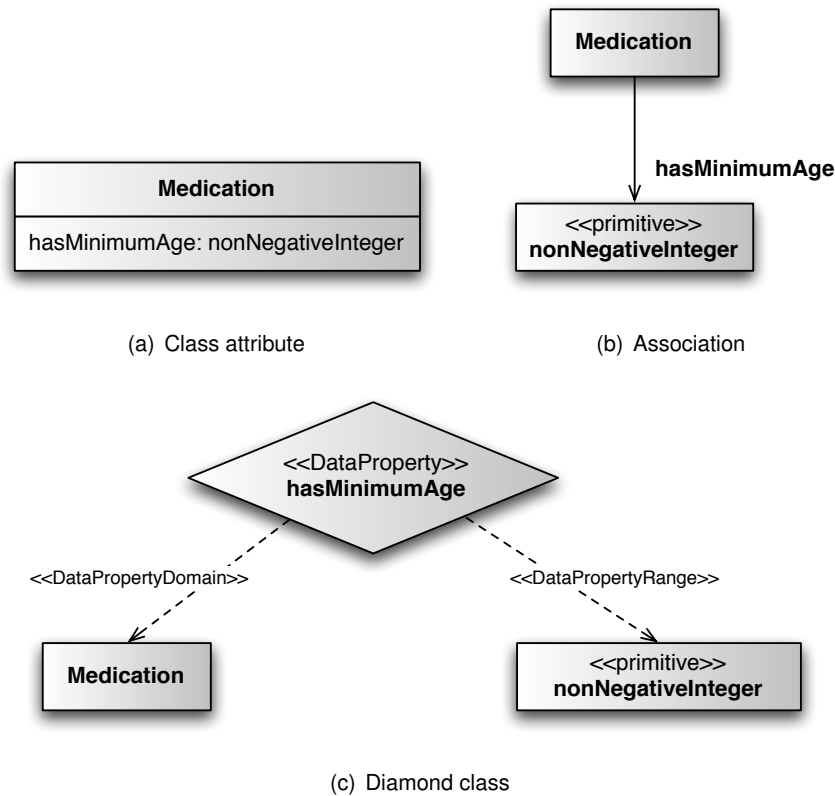 Medication
hasMinimumAge: nonNegativeInteger
(a) Class attribute
Medication
hasMinimumAge
<<primitive>>
nonNegativeInteger
(b) Association
<<DataProperty>>
hasMinimumAge
<<DataPropertyDomain>>
<<DataPropertyRange>>
Medication
<<primitive>>
nonNegativeInteger
(c) Diamond class